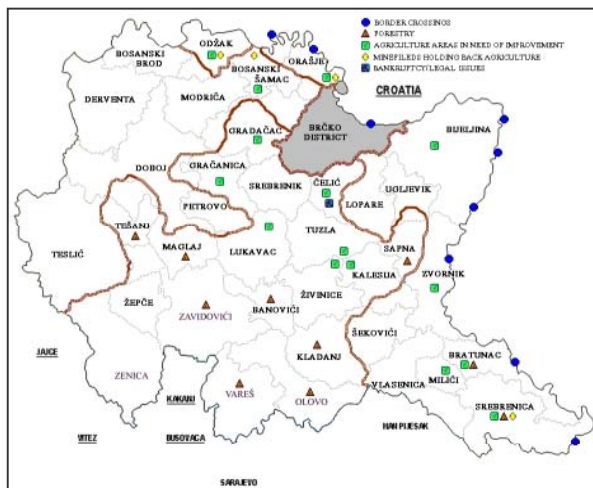 BORDER CROSSINGS
FORESTRY
AGRICULTURE AREAS IN NEED OF IMPROVEMENT
MINEFILEDS HOLDING BACK AGRICULTURE
BANKRUPTCY/LEGAL ISSUES
ODŽAK
BOSANSKI
BROD
BOSANSKI
ŠAMAC
ORAŠJE
CROATIA
DERVENTA
MODRIČA
GRADAČAC
BRČKO
DISTRICT
BIJELJINA
DOBOJ
GRAČANICA
SREBRENIK
ČELIĆ
UGLJEVIK
PETROVO
LOPARE
TEŠANJ
TUZLA
TESLIĆ
MAGLAJ
LUKAVAC
SAPNA
KALESIJA
ZVORNIK
ŽEPČE
ZAVIDOVIĆI
BANOVIĆI
ŽIVINICE
ŠEKOVIĆI
JAJCE
KLADANJ
BRATUNAC
ZENICA
VLASENICA
MILIĆI
KAKANJ
VAREŠ
OLOVO
SREBRENICA
VITEZ
BUSOVACA
HAN PIJESAK
SARAJEVO